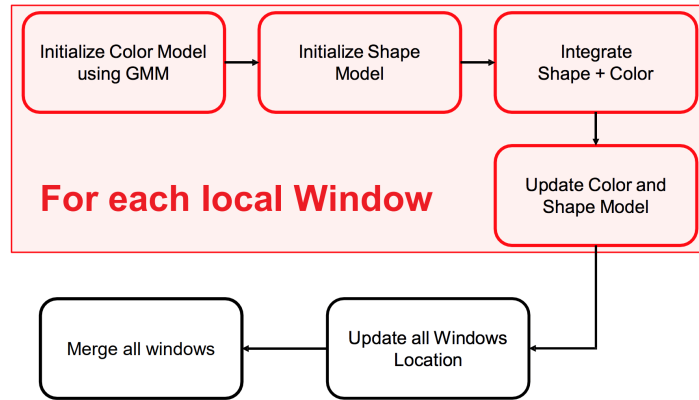 Initialize Color Model
using GMM
Initialize Shape
Model
Integrate
Shape + Color
For each local Window
Update Color and
Shape Model
Merge all windows
Update all Windows
Location